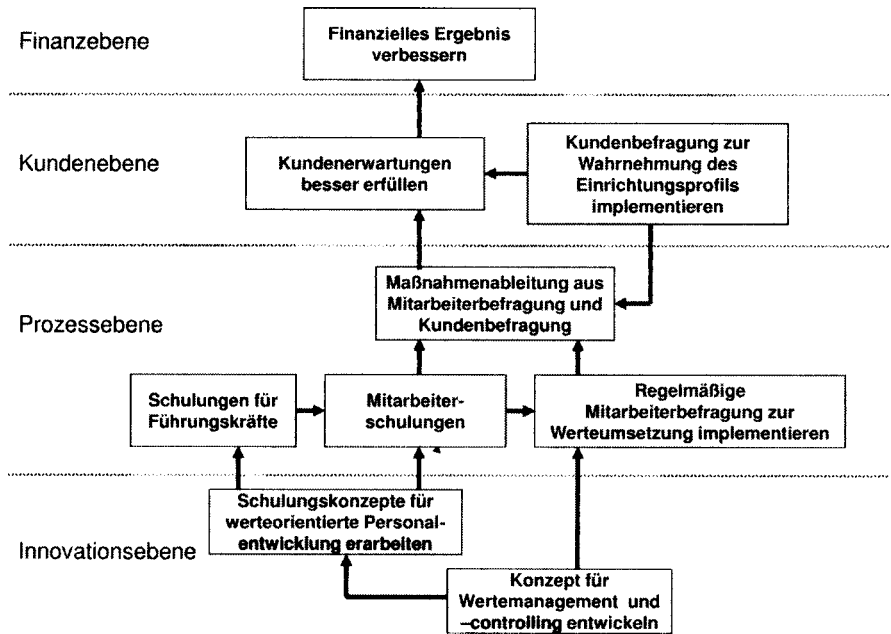 Finanzebene
Finanzielles Ergebnis
verbessern
Kundenebene
Kundenerwartungen
besser erfüllen
Kundenbefragung zur
Wahrnehmung des
Einrichtungsprofils
implementieren
Prozessebene
Maßnahmenableitung aus
Mitarbeiterbefragung und
Kundenbefragung
Schulungen für
Führungskräfte
Mitarbeiter-
schulungen
Regelmäßige
Mitarbeiterbefragung zur
Werteumsetzung implementieren
Innovationsebene
Schulungskonzepte für
werteorientierte Personal-
entwicklung erarbeiten
Konzept für
Wertemanagement und
–controlling entwickeln